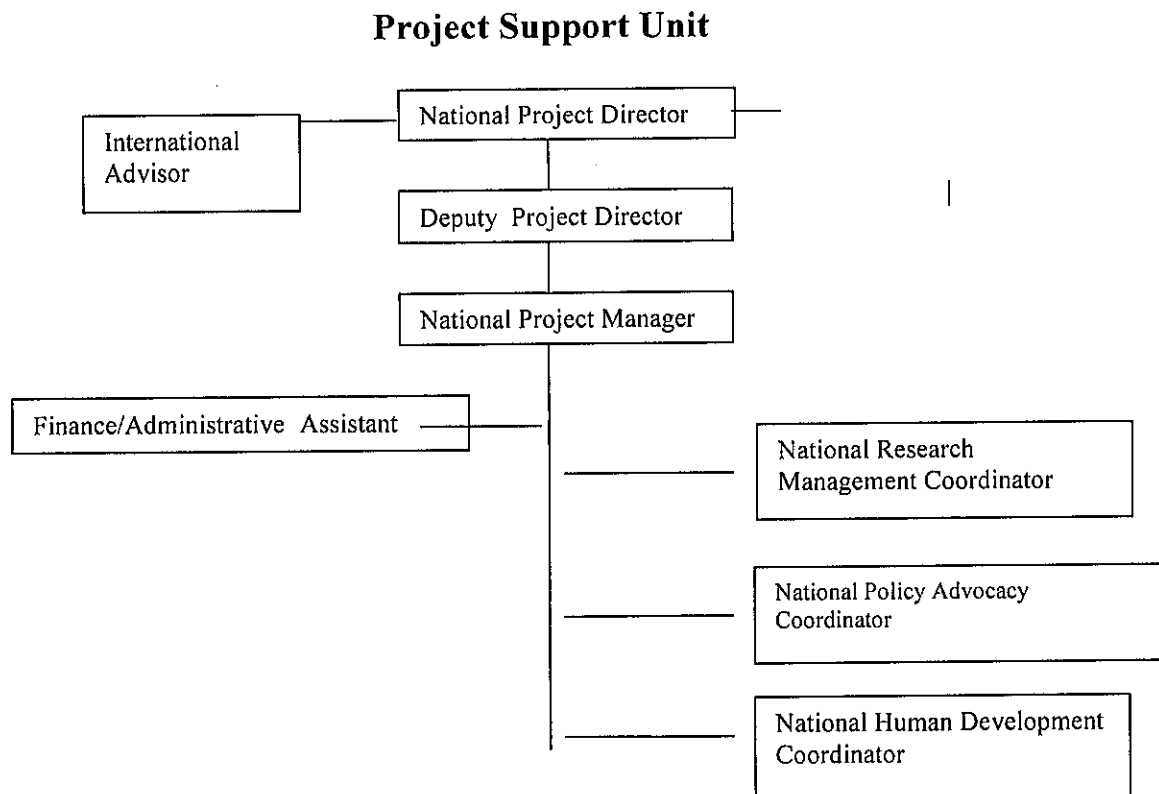 Project Support Unit
National Project Director
International
Advisor
Deputy Project Director
National Project Manager
Finance/Administrative Assistant
National Research
Management Coordinator
National Policy Advocacy
Coordinator
National Human Development
Coordinator